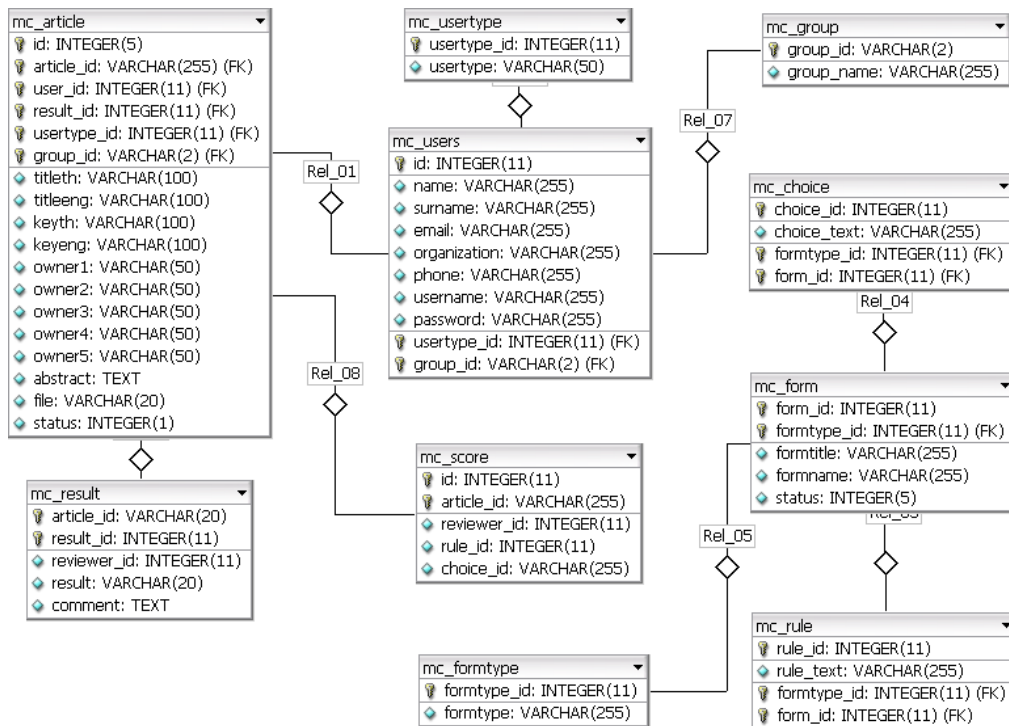 mc_article
id: INTEGER(5)
article_id: VARCHAR(255) (FK)
user_id: INTEGER(11) (FK)
result_id: INTEGER(11) (FK)
usertype_id: INTEGER(11) (FK)
group_id: VARCHAR(2) (FK)
titleth: VARCHAR(100)
titleeng: VARCHAR(100)
keyth: VARCHAR(100)
keyeng: VARCHAR(100)
owner1: VARCHAR(50)
owner2: VARCHAR(50)
owner3: VARCHAR(50)
owner4: VARCHAR(50)
owner5: VARCHAR(50)
abstract: TEXT
file: VARCHAR(20)
status: INTEGER(1)
mc_usertype
usertype_id: INTEGER(11)
usertype: VARCHAR(50)
mc_group
group_id: VARCHAR(2)
group_name: VARCHAR(255)
Rel_07
Rel_01
mc_users
id: INTEGER(11)
name: VARCHAR(255)
surname: VARCHAR(255)
email: VARCHAR(255)
organization: VARCHAR(255)
phone: VARCHAR(255)
username: VARCHAR(255)
password: VARCHAR(255)
usertype_id: INTEGER(11) (FK)
group_id: VARCHAR(2) (FK)
mc_choice
choice_id: INTEGER(11)
choice_text: VARCHAR(255)
formtype_id: INTEGER(11) (FK)
form_id: INTEGER(11) (FK)
Rel_04
Rel_08
mc_form
form_id: INTEGER(11)
formtype_id: INTEGER(11) (FK)
formtitle: VARCHAR(255)
formname: VARCHAR(255)
status: INTEGER(5)
mc_result
article_id: VARCHAR(20)
result_id: INTEGER(11)
reviewer_id: INTEGER(11)
result: VARCHAR(20)
comment: TEXT
mc_score
id: INTEGER(11)
article_id: VARCHAR(255)
reviewer_id: INTEGER(11)
rule_id: INTEGER(11)
choice_id: VARCHAR(255)
Rel_05
mc_formtype
formtype_id: INTEGER(11)
formtype: VARCHAR(255)
mc_rule
rule_id: INTEGER(11)
rule_text: VARCHAR(255)
formtype_id: INTEGER(11) (FK)
form_id: INTEGER(11) (FK)